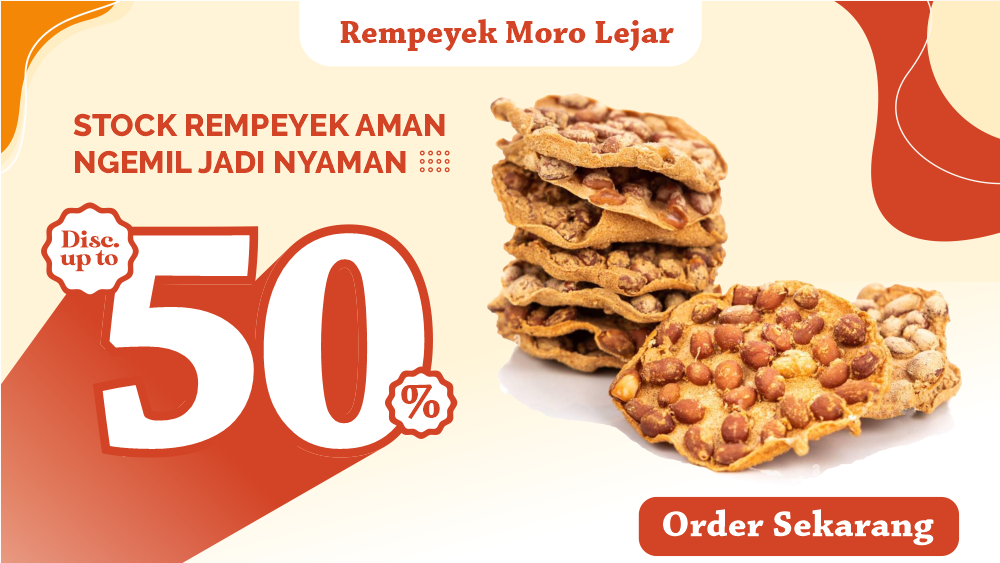 Rempeyek Moro Lejar
STOCK REMPEYEK AMAN
NGEMIL JADI NYAMAN
Disc.
up to
50
%
Order Sekarang